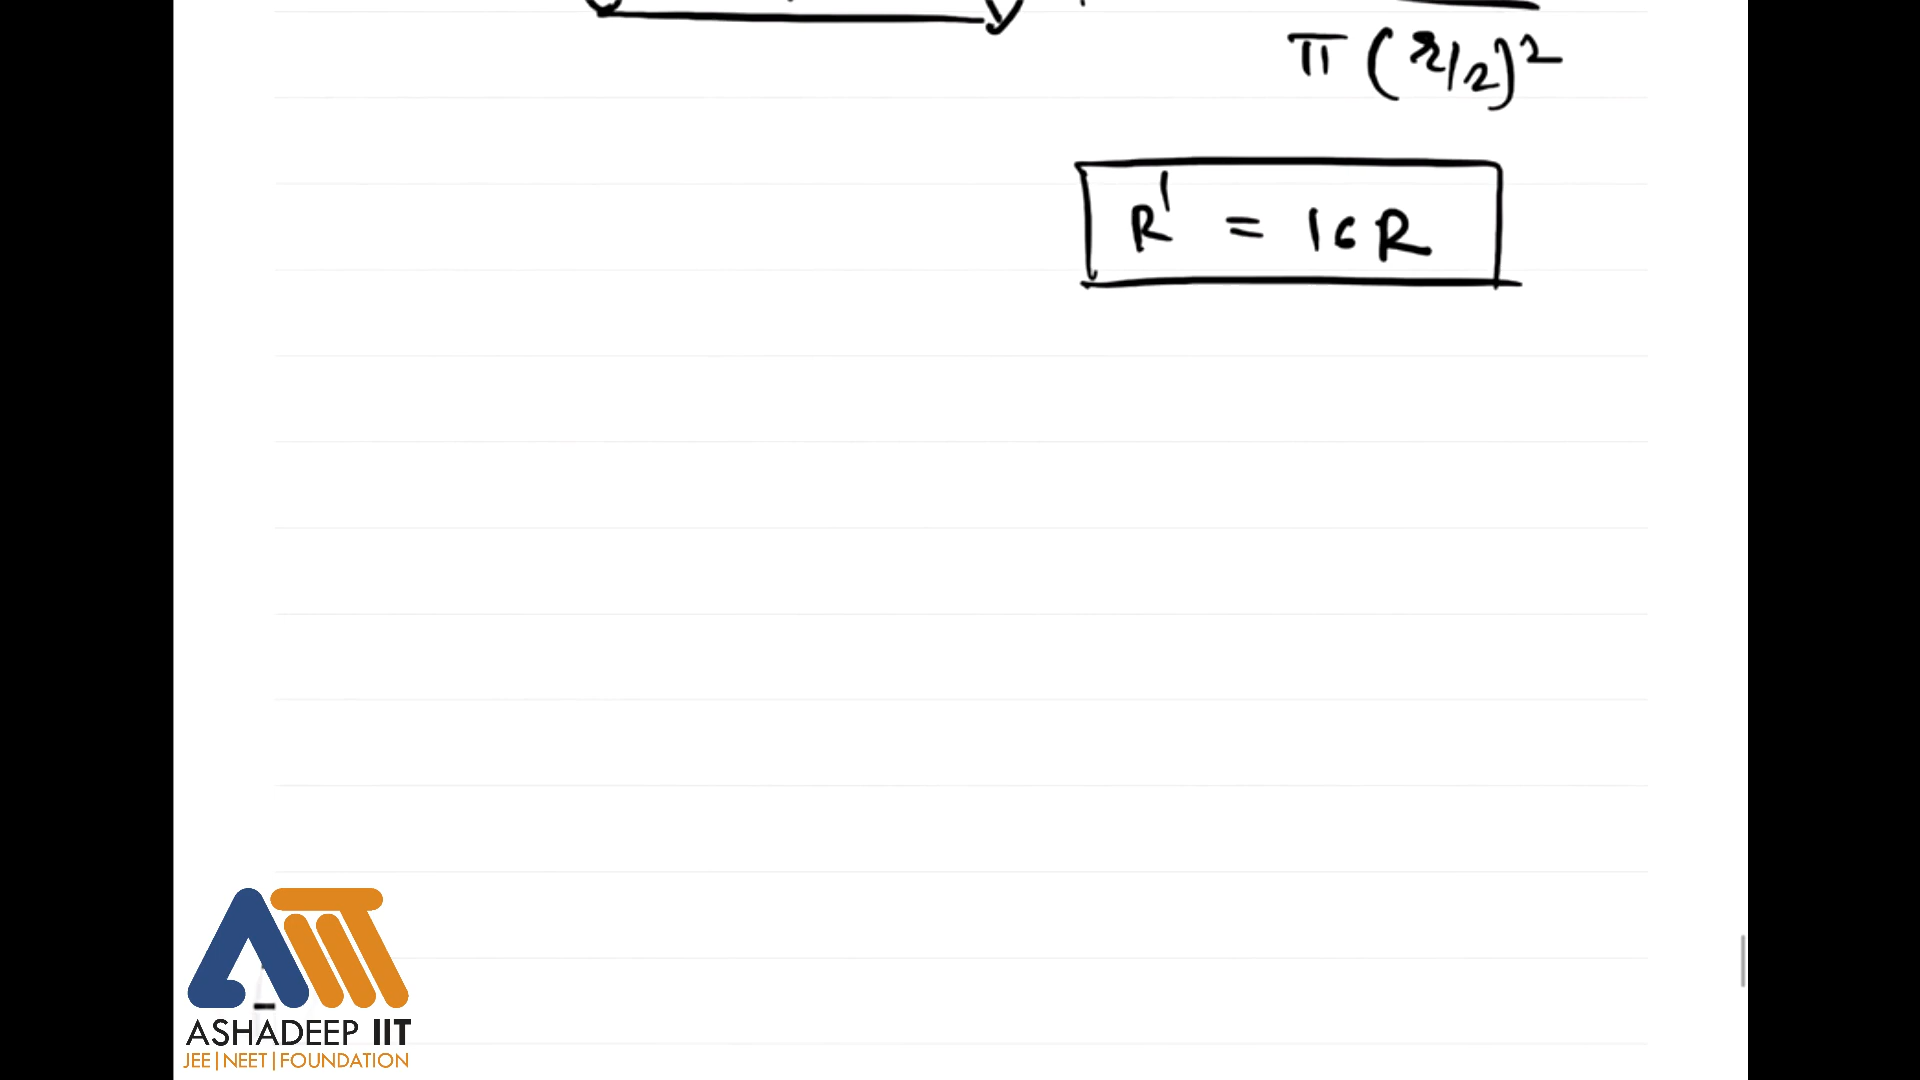 π (r/2)²
R' = 16R
ASHADEEP IIT
JEE|NEET|FOUNDATION